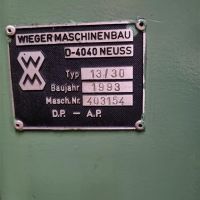 WIEGER MASCHINENBAU
D-4040 NEUSS
Typ 13/30
Baujahr 1993
Masch.Nr. 403154
D.P. – A.P.